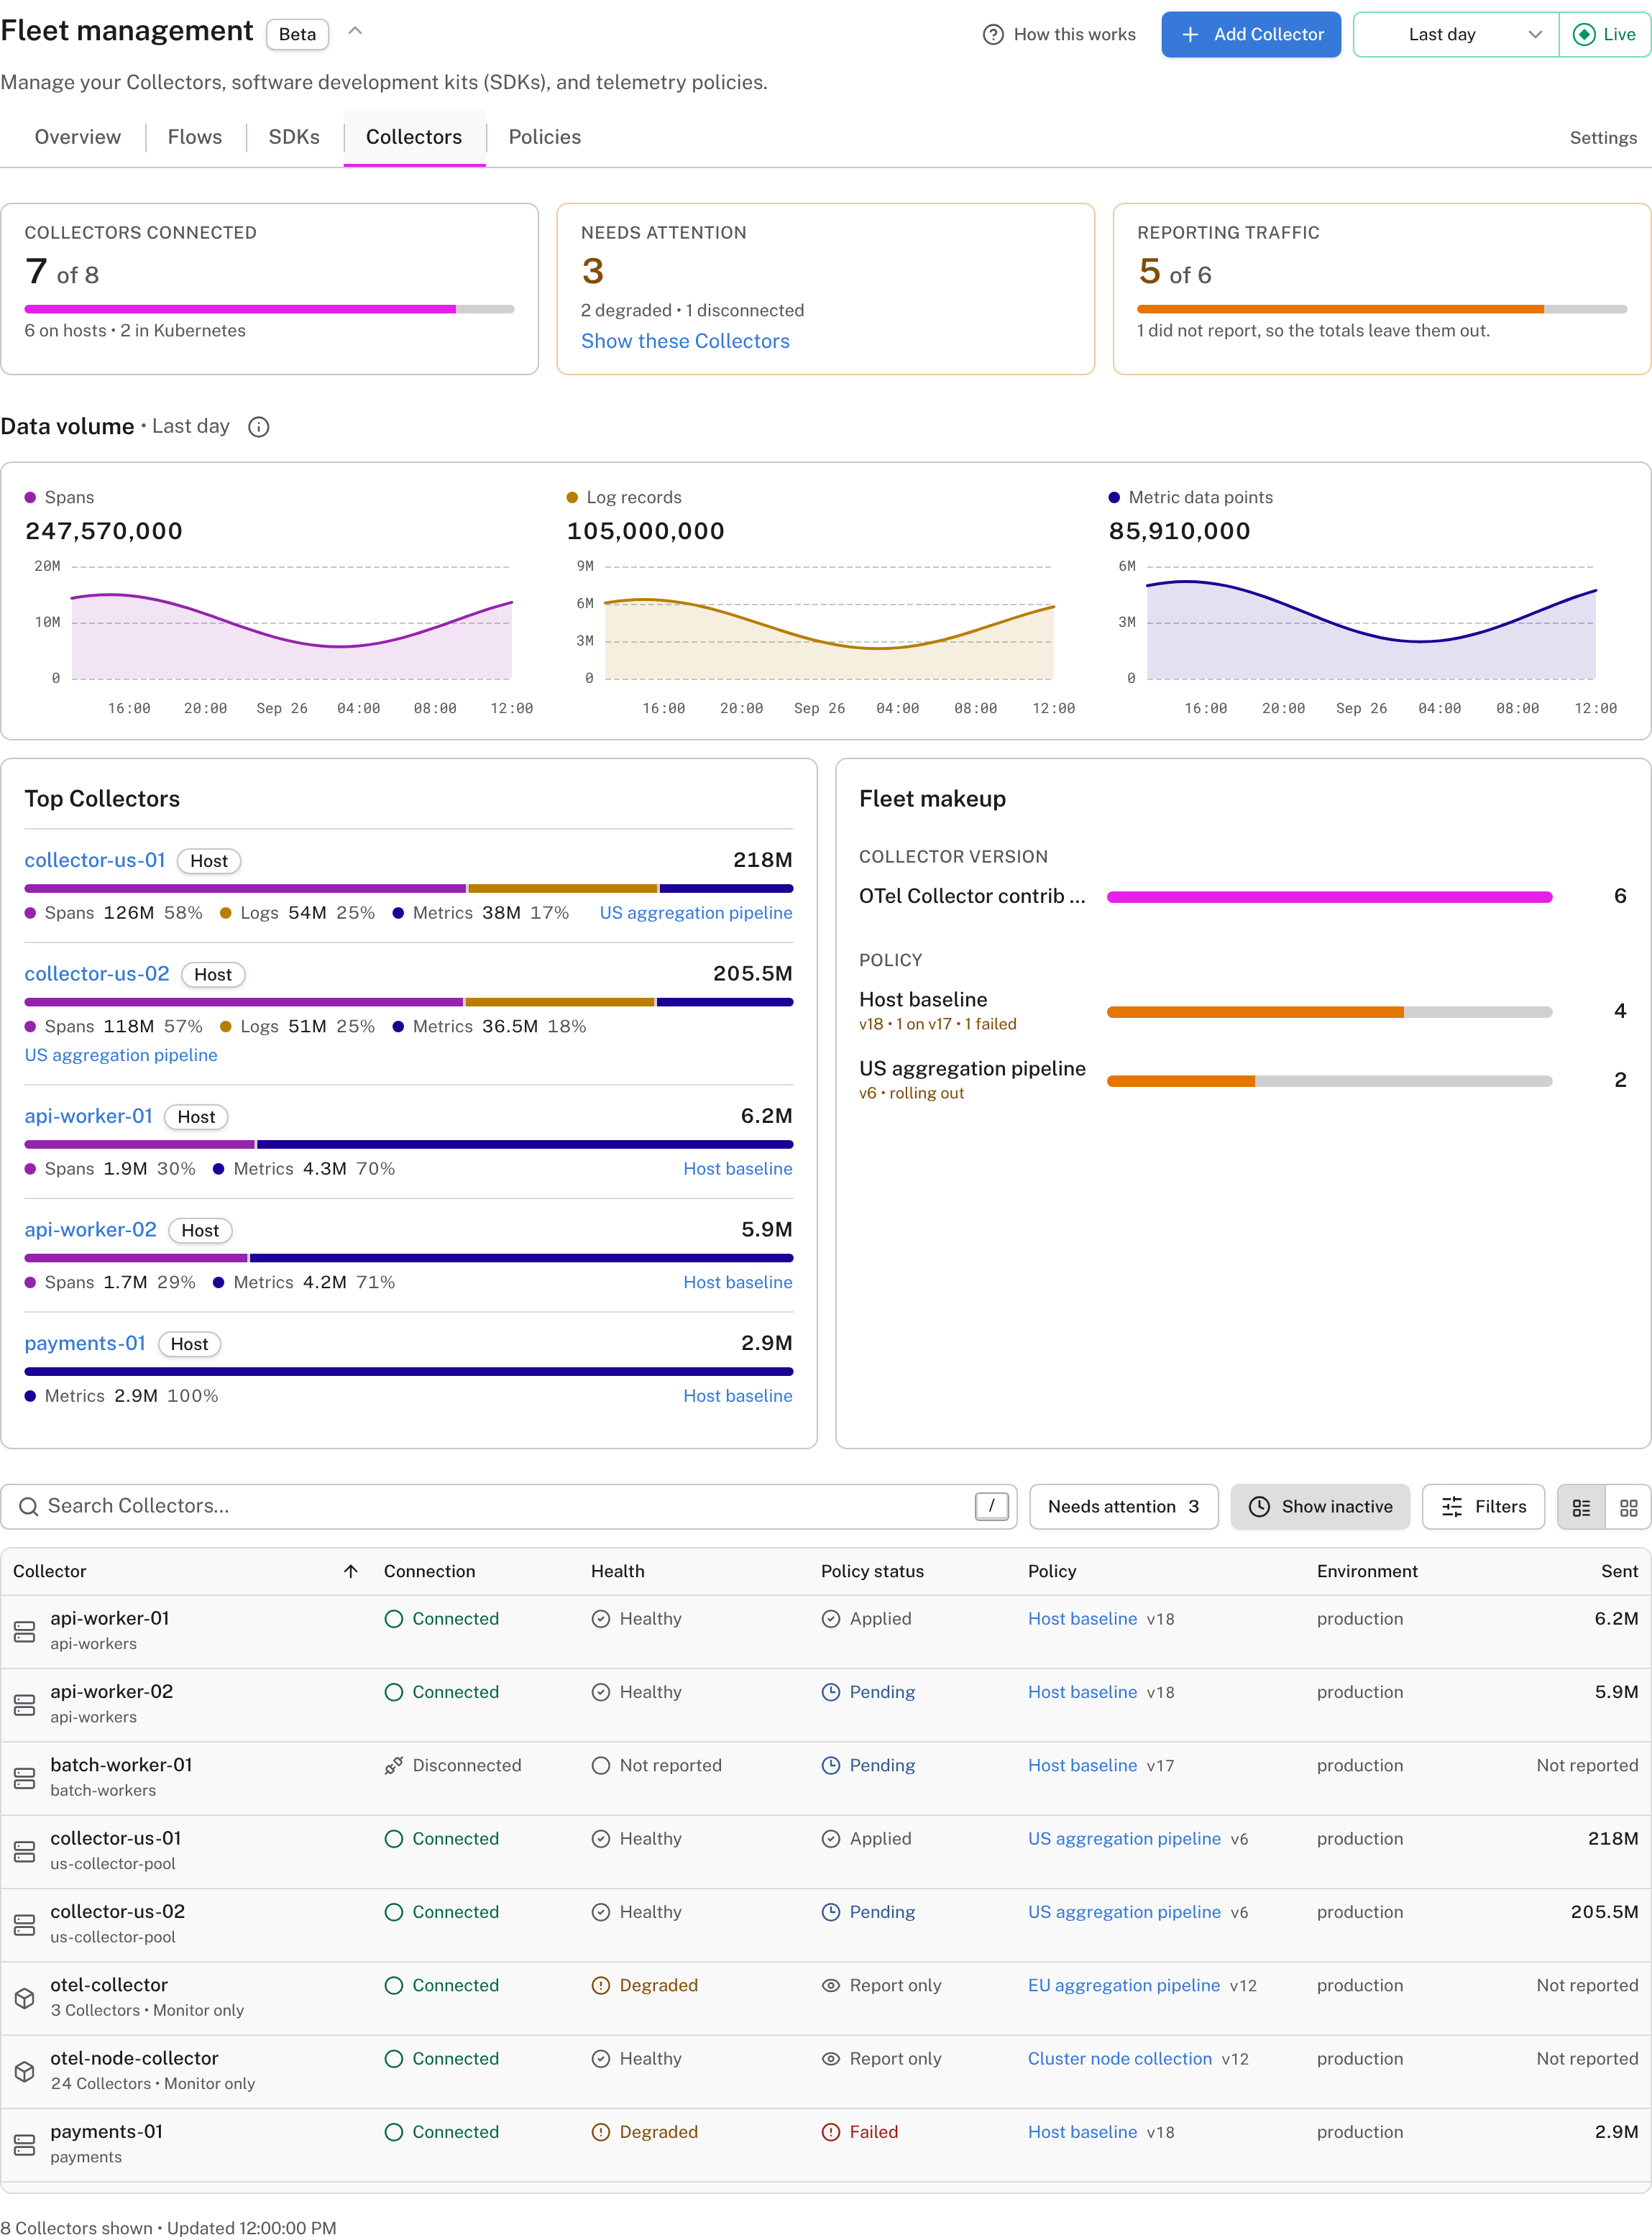 Fleet management Beta
How this works
+ Add Collector
Last day
Live
Manage your Collectors, software development kits (SDKs), and telemetry policies.
Overview
Flows
SDKs
Collectors
Policies
Settings
COLLECTORS CONNECTED
7 of 8
6 on hosts • 2 in Kubernetes
NEEDS ATTENTION
3
2 degraded • 1 disconnected
Show these Collectors
REPORTING TRAFFIC
5 of 6
1 did not report, so the totals leave them out.
Data volume • Last day
Spans
247,570,000
20M
10M
0
16:00 20:00 Sep 26 04:00 08:00 12:00
Log records
105,000,000
9M
6M
3M
0
16:00 20:00 Sep 26 04:00 08:00 12:00
Metric data points
85,910,000
6M
3M
0
16:00 20:00 Sep 26 04:00 08:00 12:00
Top Collectors
collector-us-01 Host 218M
Spans 126M 58% Logs 54M 25% Metrics 38M 17% US aggregation pipeline
collector-us-02 Host 205.5M
Spans 118M 57% Logs 51M 25% Metrics 36.5M 18%
US aggregation pipeline
api-worker-01 Host 6.2M
Spans 1.9M 30% Metrics 4.3M 70% Host baseline
api-worker-02 Host 5.9M
Spans 1.7M 29% Metrics 4.2M 71% Host baseline
payments-01 Host 2.9M
Metrics 2.9M 100% Host baseline
Fleet makeup
COLLECTOR VERSION
OTel Collector contrib ... 6
POLICY
Host baseline 4
v18 • 1 on v17 • 1 failed
US aggregation pipeline 2
v6 • rolling out
Search Collectors... /
Needs attention 3
Show inactive
Filters
Collector Connection Health Policy status Policy Environment Sent
api-worker-01 Connected Healthy Applied Host baseline v18 production 6.2M
api-workers
api-worker-02 Connected Healthy Pending Host baseline v18 production 5.9M
api-workers
batch-worker-01 Disconnected Not reported Pending Host baseline v17 production Not reported
batch-workers
collector-us-01 Connected Healthy Applied US aggregation pipeline v6 production 218M
us-collector-pool
collector-us-02 Connected Healthy Pending US aggregation pipeline v6 production 205.5M
us-collector-pool
otel-collector Connected Degraded Report only EU aggregation pipeline v12 production Not reported
3 Collectors • Monitor only
otel-node-collector Connected Healthy Report only Cluster node collection v12 production Not reported
24 Collectors • Monitor only
payments-01 Connected Degraded Failed Host baseline v18 production 2.9M
payments
8 Collectors shown • Updated 12:00:00 PM